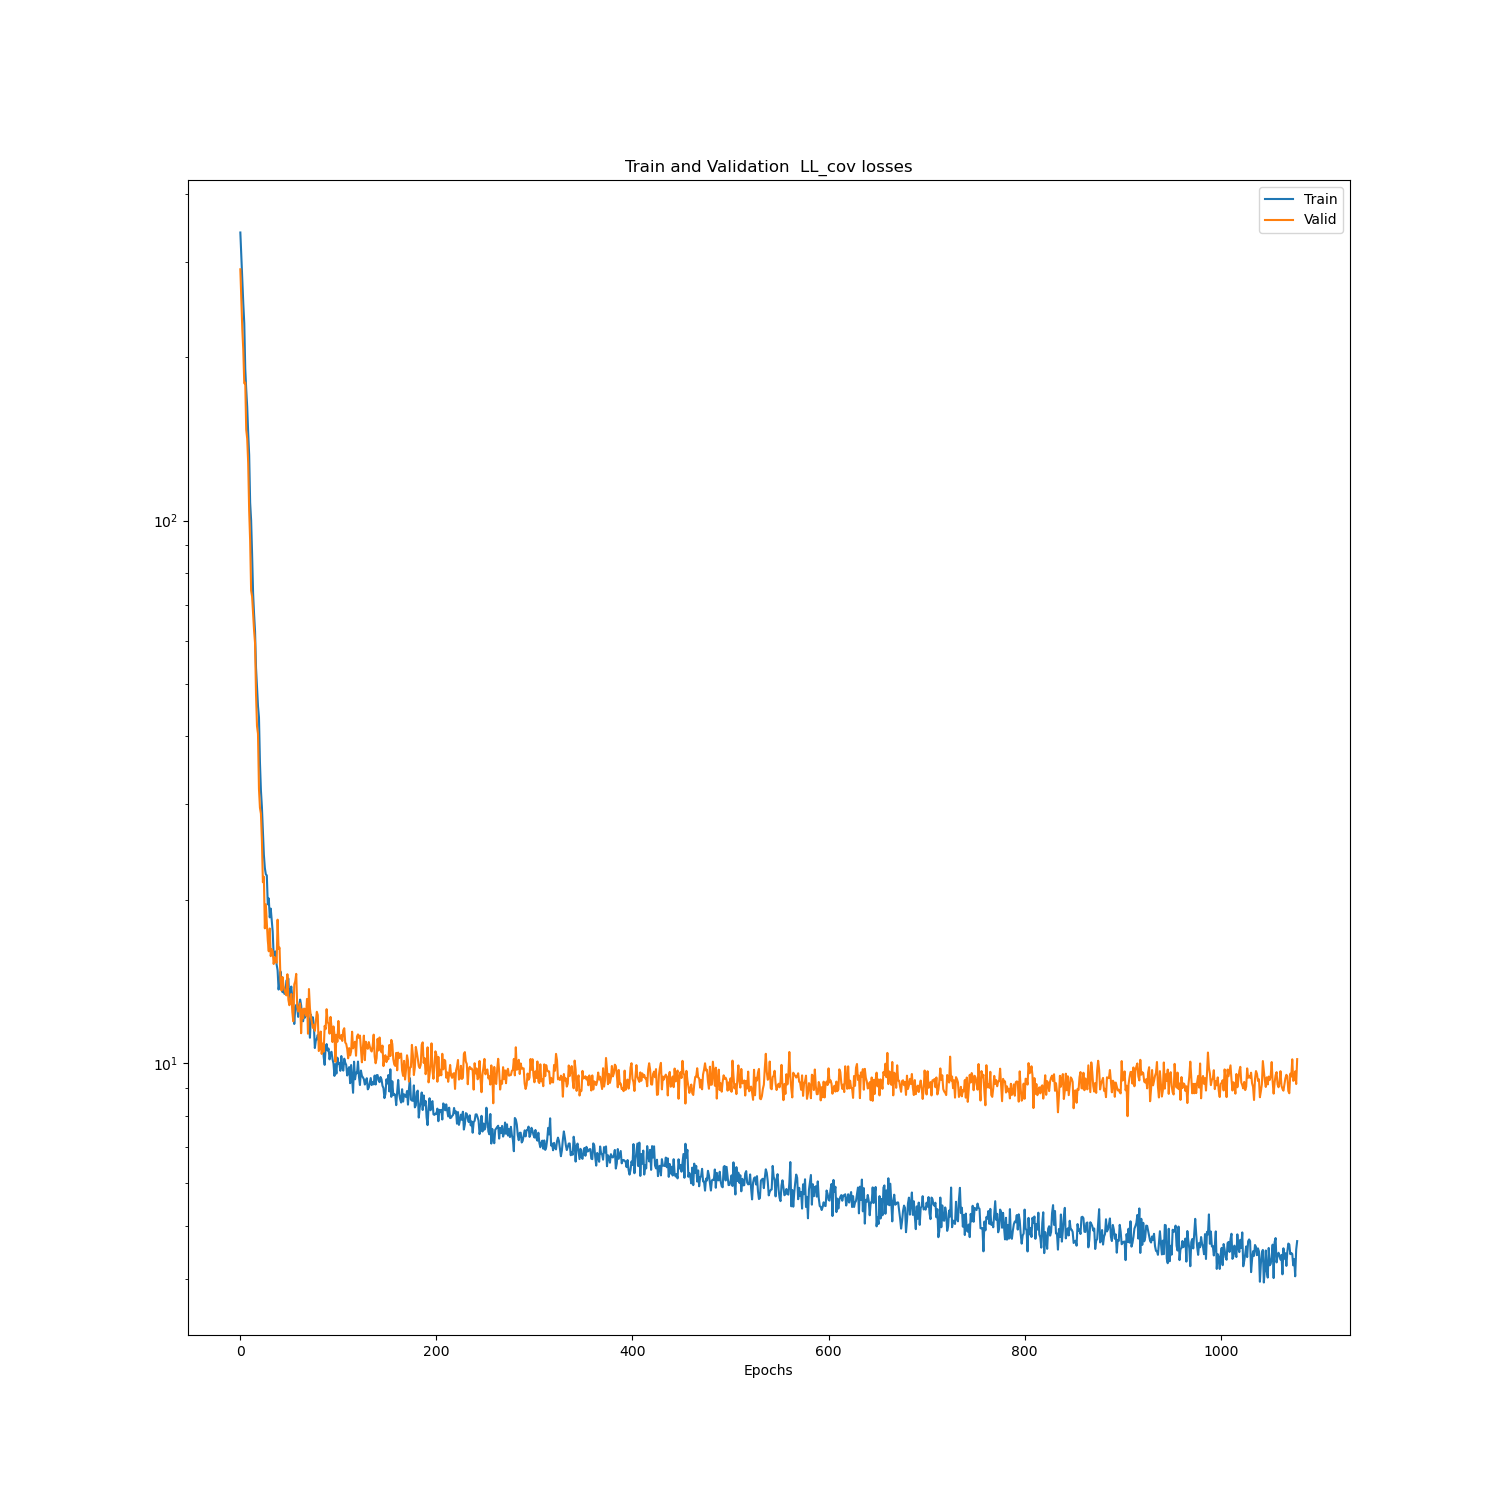 Train and Validation  LL_cov losses
Train
Valid
10²
10¹
0 200 400 600 800 1000
Epochs